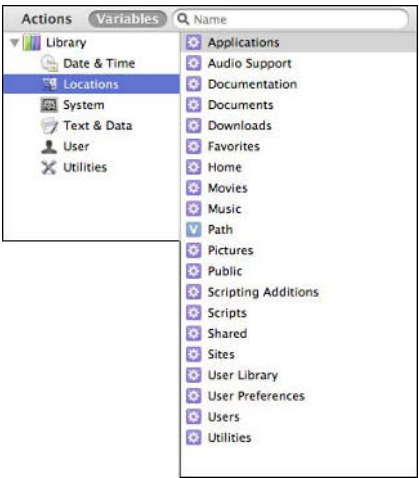 Actions Variables Name
Library
Date & Time
Locations
System
Text & Data
User
Utilities
Applications
Audio Support
Documentation
Documents
Downloads
Favorites
Home
Movies
Music
V Path
Pictures
Public
Scripting Additions
Scripts
Shared
Sites
User Library
User Preferences
Users
Utilities